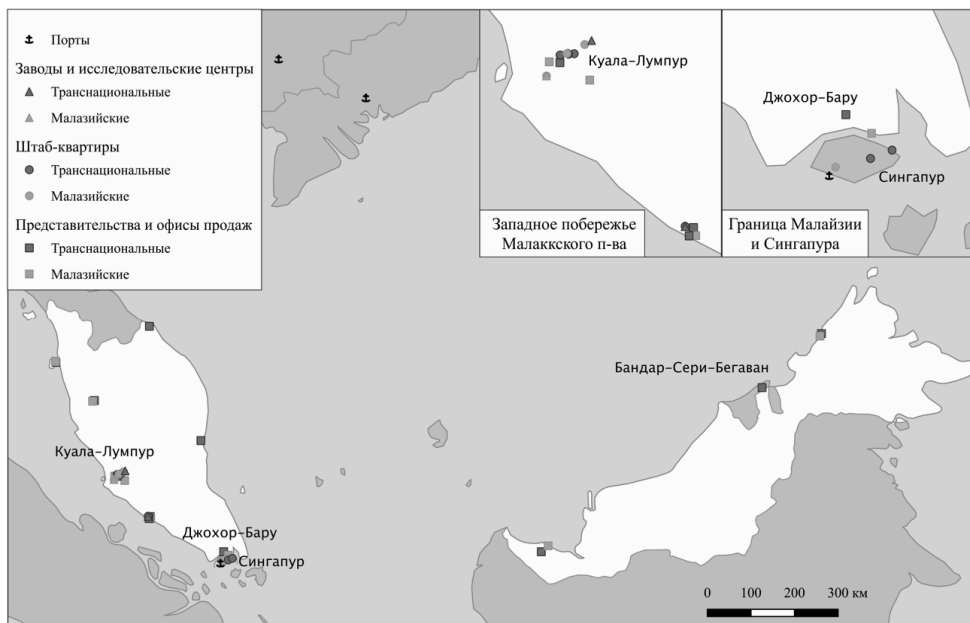 Порты
Заводы и исследовательские центры
Транснациональные
Малазийские
Штаб-квартиры
Транснациональные
Малазийские
Представительства и офисы продаж
Транснациональные
Малазийские
Куала-Лумпур
Западное побережье
Малаккского п-ва
Джохор-Бару
Сингапур
Граница Малайзии
и Сингапура
Бандар-Сери-Бегаван
Куала-Лумпур
Джохор-Бару
Сингапур
0 100 200 300 км